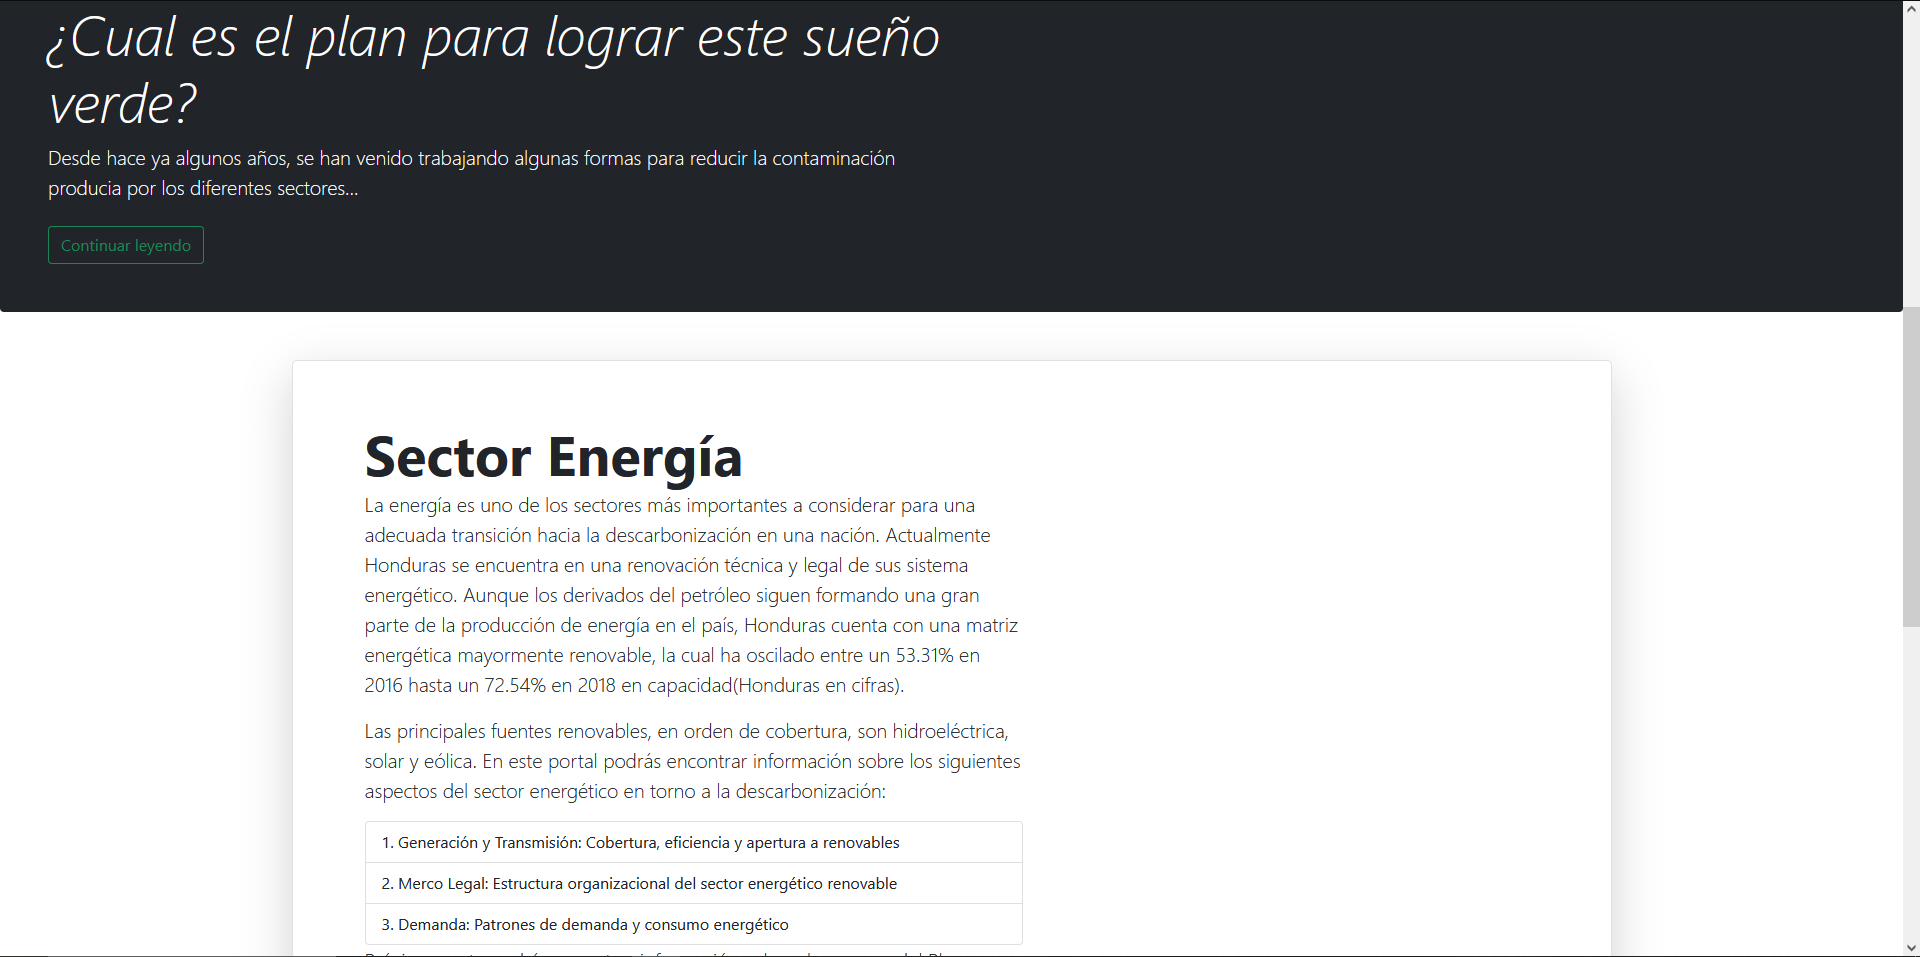 ¿Cual es el plan para lograr este sueño
verde?
Desde hace ya algunos años, se han venido trabajando algunas formas para reducir la contaminación
producia por los diferentes sectores...
Continuar leyendo
Sector Energía
La energía es uno de los sectores más importantes a considerar para una
adecuada transición hacia la descarbonización en una nación. Actualmente
Honduras se encuentra en una renovación técnica y legal de sus sistema
energético. Aunque los derivados del petróleo siguen formando una gran
parte de la producción de energía en el país, Honduras cuenta con una matriz
energética mayormente renovable, la cual ha oscilado entre un 53.31% en
2016 hasta un 72.54% en 2018 en capacidad(Honduras en cifras).
Las principales fuentes renovables, en orden de cobertura, son hidroeléctrica,
solar y eólica. En este portal podrás encontrar información sobre los siguientes
aspectos del sector energético en torno a la descarbonización:
1. Generación y Transmisión: Cobertura, eficiencia y apertura a renovables
2. Merco Legal: Estructura organizacional del sector energético renovable
3. Demanda: Patrones de demanda y consumo energético